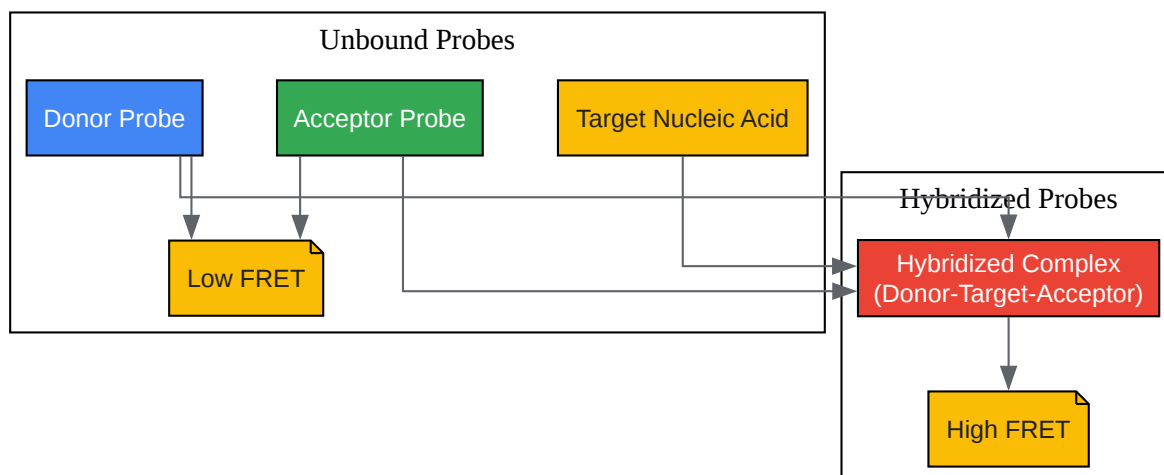 Unbound Probes
Donor Probe
Acceptor Probe
Target Nucleic Acid
Low FRET
Hybridized Probes
Hybridized Complex
(Donor-Target-Acceptor)
High FRET